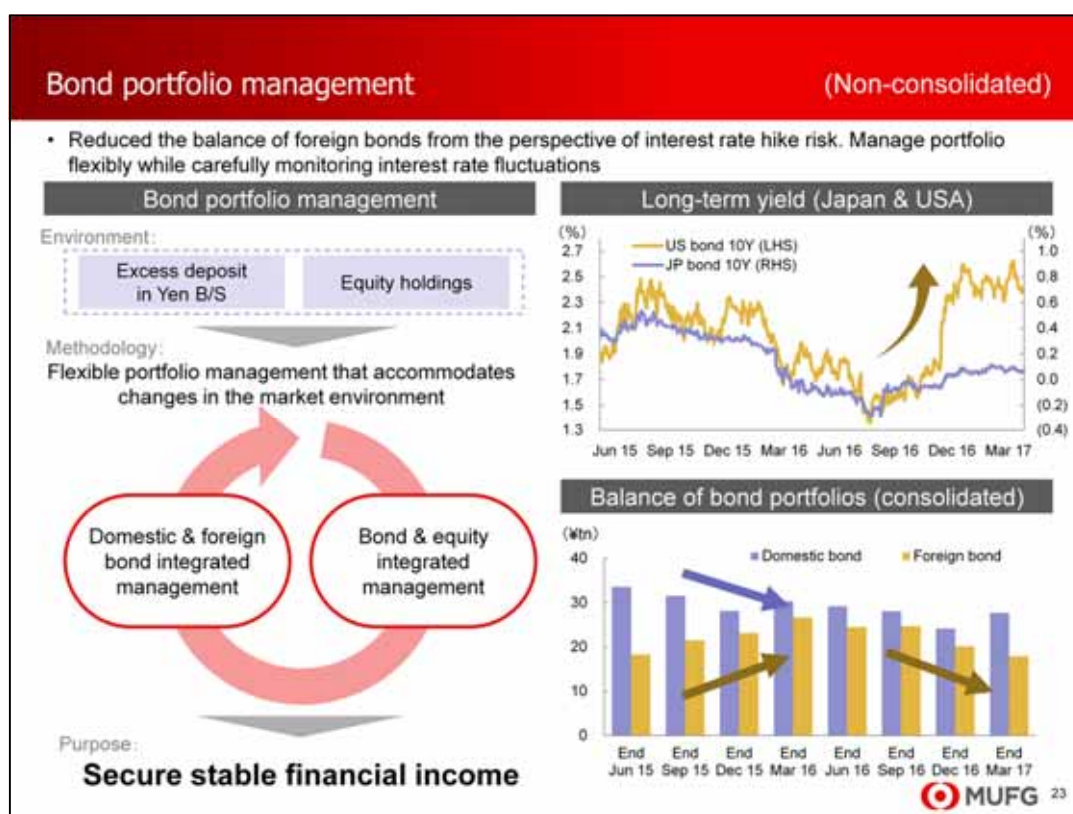 Bond portfolio management
(Non-consolidated)
• Reduced the balance of foreign bonds from the perspective of interest rate hike risk. Manage portfolio
flexibly while carefully monitoring interest rate fluctuations
Bond portfolio management
Environment:
Excess deposit
in Yen B/S
Equity holdings
Methodology:
Flexible portfolio management that accommodates
changes in the market environment
Domestic & foreign
bond integrated
management
Bond & equity
integrated
management
Purpose:
Secure stable financial income
Long-term yield (Japan & USA)
(%)
(%)
US bond 10Y (LHS)
JP bond 10Y (RHS)
2.7
2.5
2.3
2.1
1.9
1.7
1.5
1.3
1.0
0.8
0.6
0.4
0.2
0.0
(0.2)
(0.4)
Jun 15 Sep 15 Dec 15 Mar 16 Jun 16 Sep 16 Dec 16 Mar 17
Balance of bond portfolios (consolidated)
(¥tn)
Domestic bond
Foreign bond
40
30
20
10
0
End End End End End End End End
Jun 15 Sep 15 Dec 15 Mar 16 Jun 16 Sep 16 Dec 16 Mar 17
MUFG
23